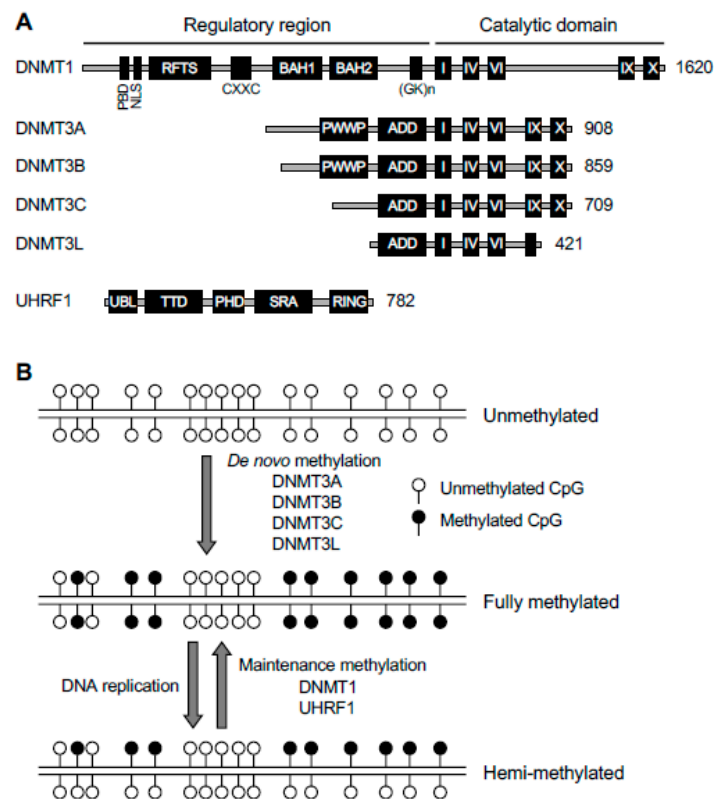 A
Regulatory region Catalytic domain
DNMT1 RFTS BAH1 BAH2 I IV VI IX X 1620
PBD NLS CXXC (GK)n
DNMT3A PWWP ADD I IV VI IX X 908
DNMT3B PWWP ADD I IV VI IX X 859
DNMT3C ADD I IV VI IX X 709
DNMT3L ADD I IV VI 421
UHRF1 UBL TTD PHD SRA RING 782
B
Unmethylated
De novo methylation
DNMT3A
DNMT3B
DNMT3C
DNMT3L
Unmethylated CpG
Methylated CpG
Fully methylated
DNA replication
Maintenance methylation
DNMT1
UHRF1
Hemi-methylated